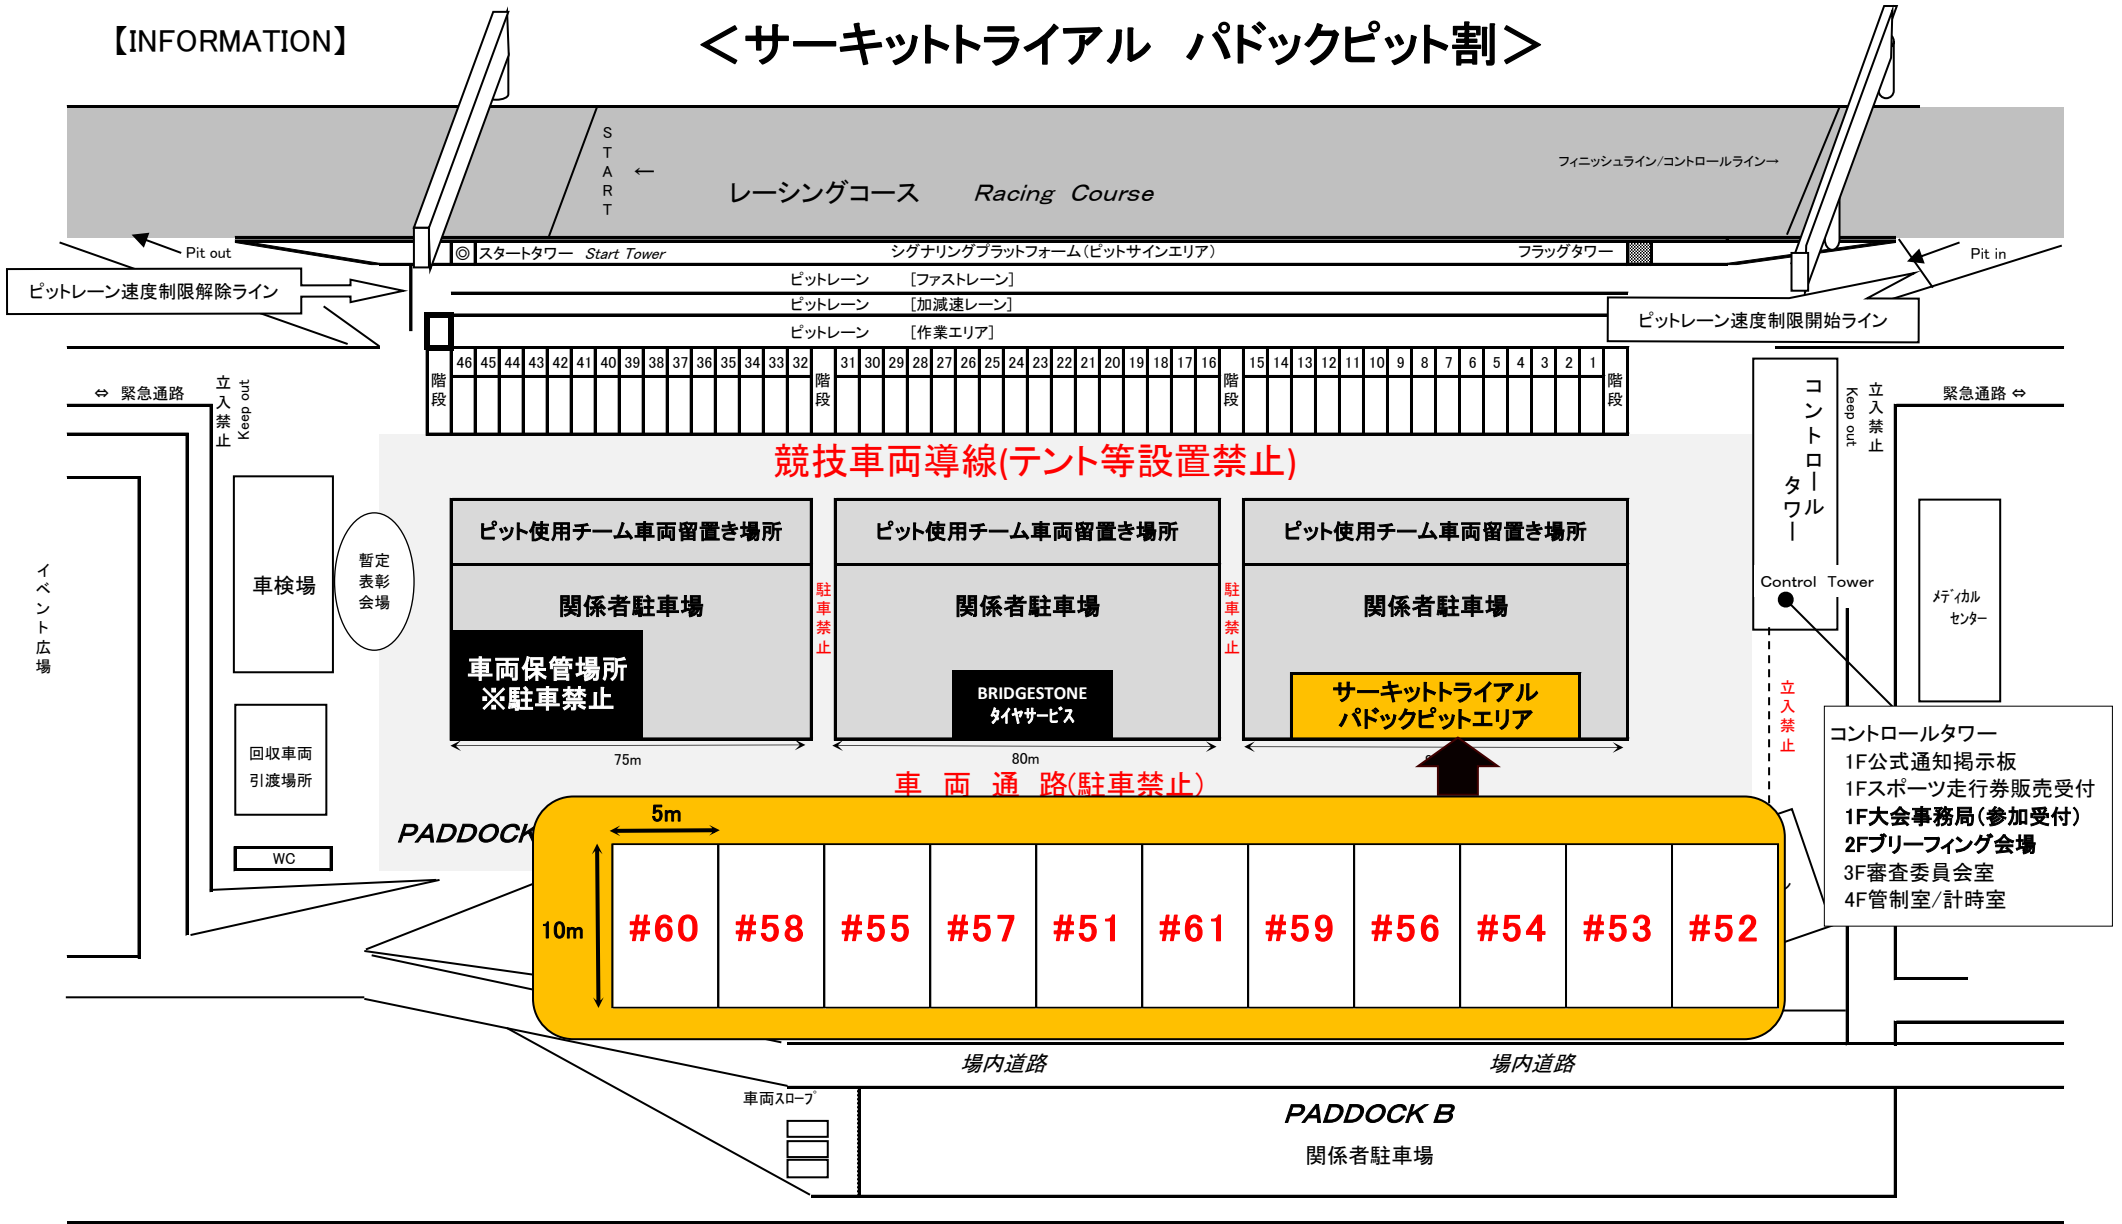 【INFORMATION】
＜サーキットトライアル　パドックピット割＞
START
←
レーシングコース　Racing Course
フィニッシュライン/コントロールライン→
Pit out
◎
スタートタワー Start Tower
シグナリングプラットフォーム（ピットサインエリア）
フラッグタワー
Pit in
ピットレーン速度制限解除ライン
ピットレーン　[ファストレーン]
ピットレーン　[加減速レーン]
ピットレーン　[作業エリア]
ピットレーン速度制限開始ライン
階段 46 45 44 43 42 41 40 39 38 37 36 35 34 33 32 階段 31 30 29 28 27 26 25 24 23 22 21 20 19 18 17 16 階段 15 14 13 12 11 10 9 8 7 6 5 4 3 2 1 階段
⇔ 緊急通路
立入禁止
Keep out
コントロールタワー
Control Tower
Keep out
立入禁止
緊急通路 ⇔
競技車両導線(テント等設置禁止)
ピット使用チーム車両留置き場所
ピット使用チーム車両留置き場所
ピット使用チーム車両留置き場所
イベント広場
車検場
暫定
表彰
会場
関係者駐車場
駐車禁止
関係者駐車場
駐車禁止
関係者駐車場
メディカル
センター
車両保管場所
※駐車禁止
BRIDGESTONE
タイヤサービス
サーキットトライアル
パドックピットエリア
立入禁止
回収車両
引渡場所
75m
80m
車　両　通　路(駐車禁止)
コントロールタワー
1F公式通知掲示板
1Fスポーツ走行券販売受付
1F大会事務局（参加受付）
2Fブリーフィング会場
3F審査委員会室
4F管制室/計時室
PADDOCK
WC
5m
10m
#60 #58 #55 #57 #51 #61 #59 #56 #54 #53 #52
場内道路
場内道路
車両スロープ
PADDOCK B
関係者駐車場